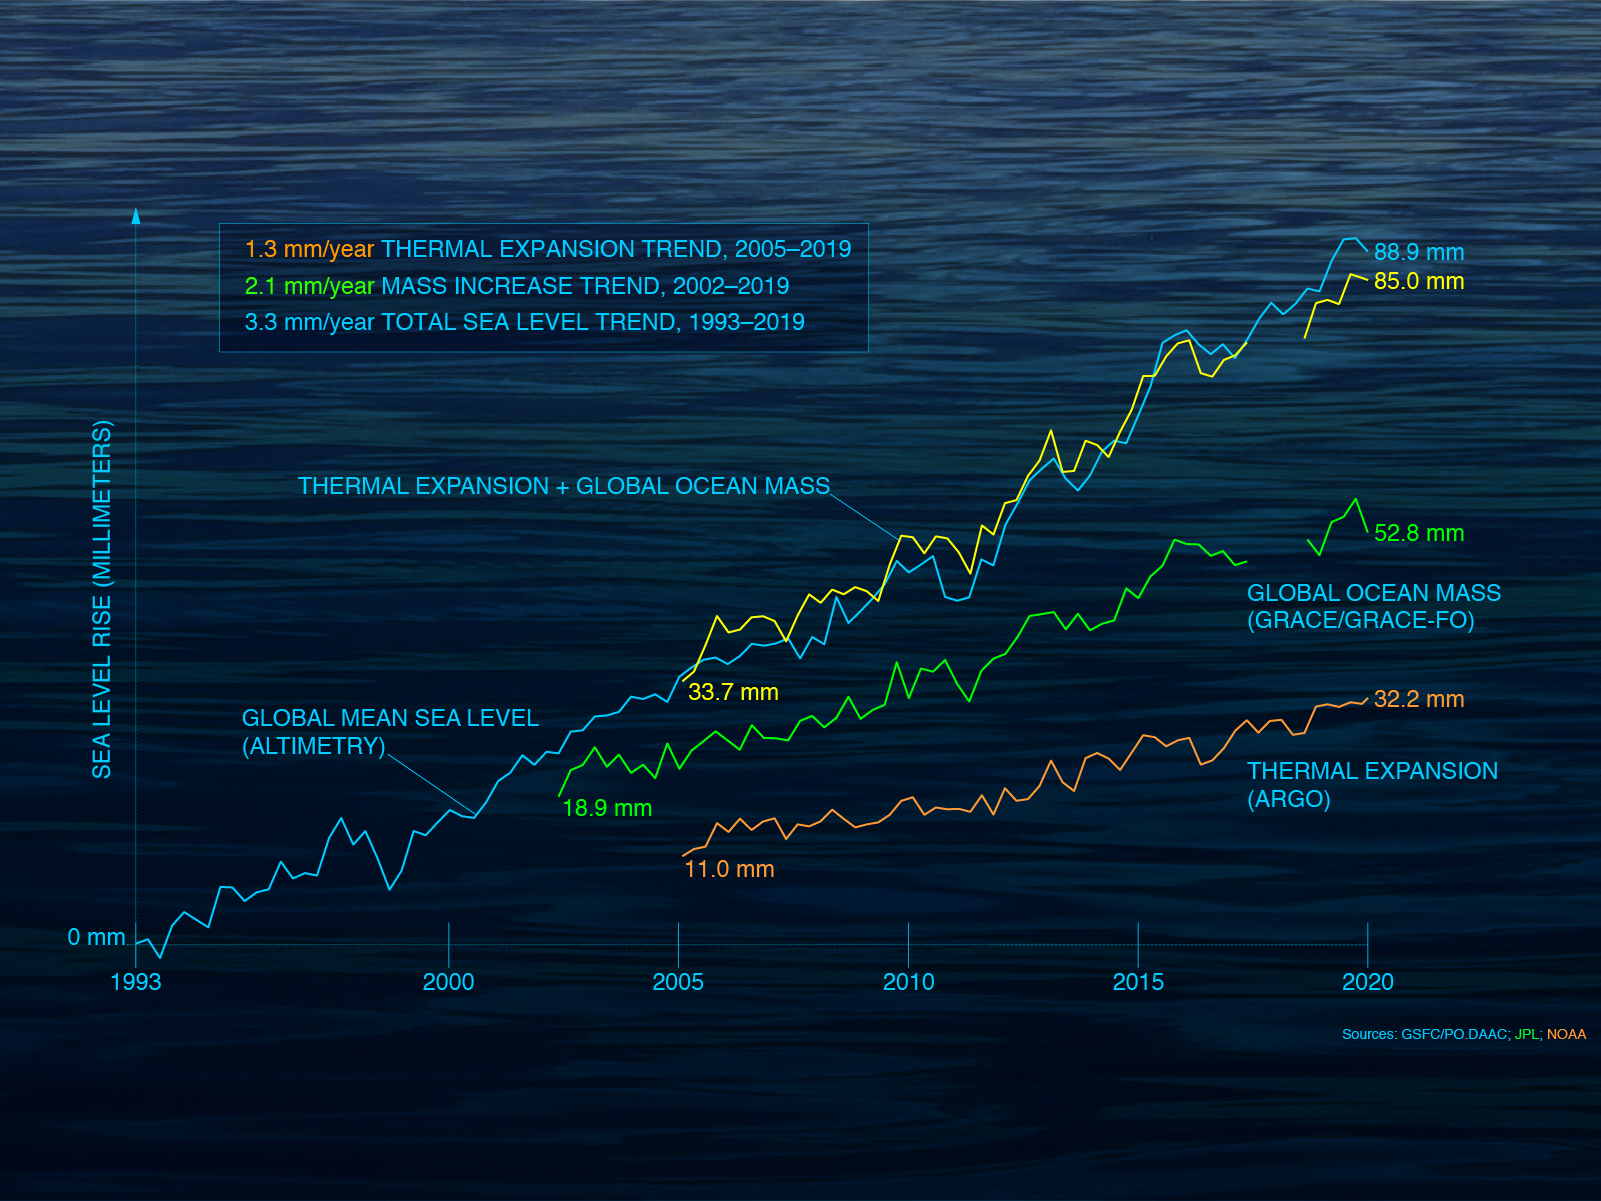 1.3 mm/year THERMAL EXPANSION TREND, 2005–2019
2.1 mm/year MASS INCREASE TREND, 2002–2019
3.3 mm/year TOTAL SEA LEVEL TREND, 1993–2019
88.9 mm
85.0 mm
SEA LEVEL RISE (MILLIMETERS)
THERMAL EXPANSION + GLOBAL OCEAN MASS
52.8 mm
GLOBAL OCEAN MASS
(GRACE/GRACE-FO)
33.7 mm
32.2 mm
GLOBAL MEAN SEA LEVEL
(ALTIMETRY)
THERMAL EXPANSION
(ARGO)
18.9 mm
11.0 mm
0 mm
1993 2000 2005 2010 2015 2020
Sources: GSFC/PO.DAAC; JPL; NOAA